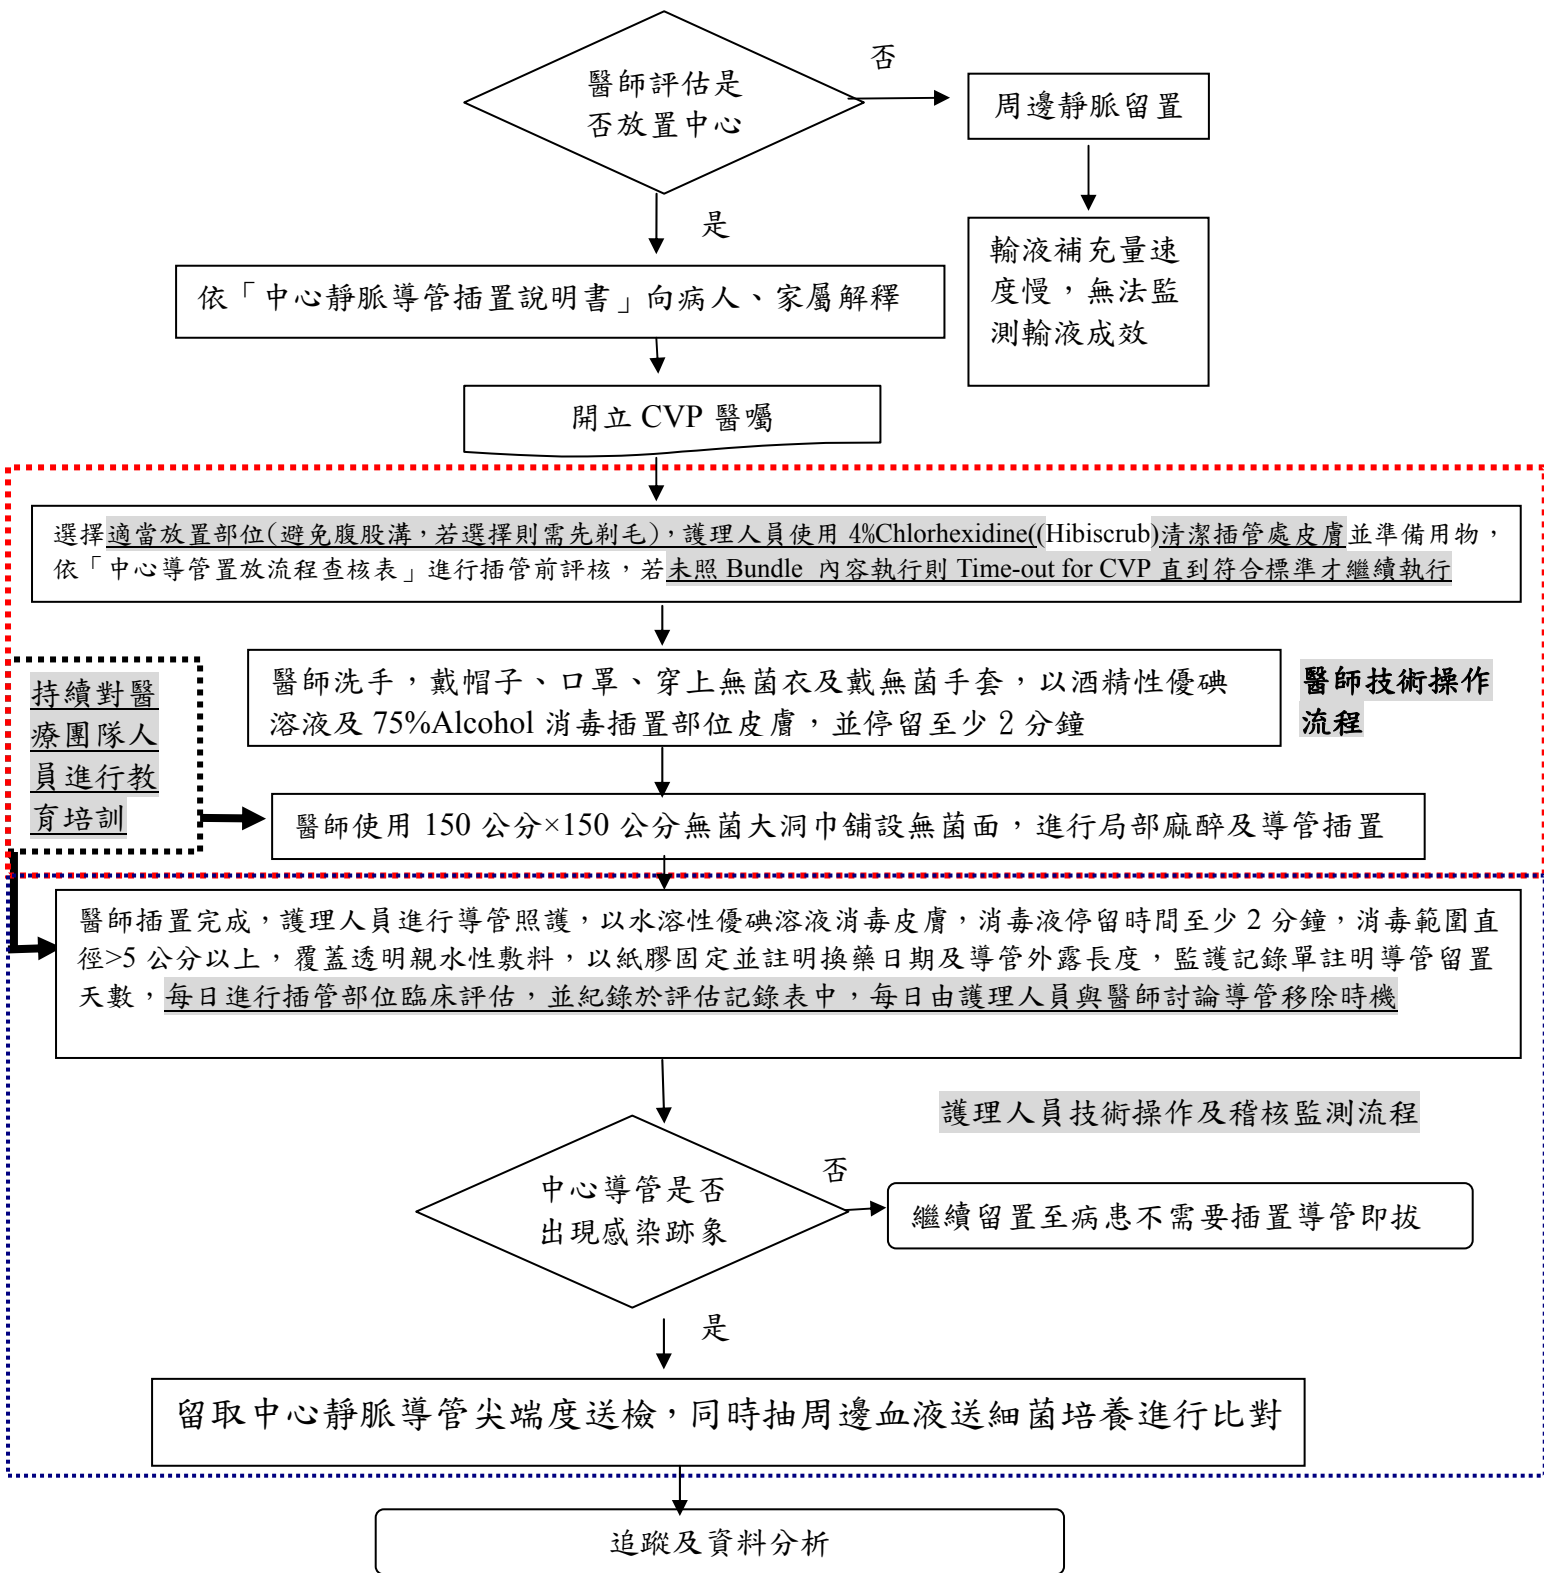 醫師評估是
否放置中心
否
周邊靜脈留置
是
輸液補充量速
度慢，無法監
測輸液成效
依「中心靜脈導管插置說明書」向病人、家屬解釋
開立 CVP 醫囑
選擇適當放置部位(避免腹股溝，若選擇則需先剃毛)，護理人員使用 4%Chlorhexidine((Hibiscrub)清潔插管處皮膚並準備用物，
依「中心導管置放流程查核表」進行插管前評核，若未照 Bundle 內容執行則 Time-out for CVP 直到符合標準才繼續執行
持續對醫
療團隊人
員進行教
育培訓
醫師洗手，戴帽子、口罩、穿上無菌衣及戴無菌手套，以酒精性優碘
溶液及 75%Alcohol 消毒插置部位皮膚，並停留至少 2 分鐘
醫師技術操作
流程
醫師使用 150 公分×150 公分無菌大洞巾舖設無菌面，進行局部麻醉及導管插置
醫師插置完成，護理人員進行導管照護，以水溶性優碘溶液消毒皮膚，消毒液停留時間至少 2 分鐘，消毒範圍直
徑>5 公分以上，覆蓋透明親水性敷料，以紙膠固定並註明換藥日期及導管外露長度，監護記錄單註明導管留置
天數，每日進行插管部位臨床評估，並紀錄於評估記錄表中，每日由護理人員與醫師討論導管移除時機
護理人員技術操作及稽核監測流程
中心導管是否
出現感染跡象
否
繼續留置至病患不需要插置導管即拔
是
留取中心靜脈導管尖端度送檢，同時抽周邊血液送細菌培養進行比對
追蹤及資料分析